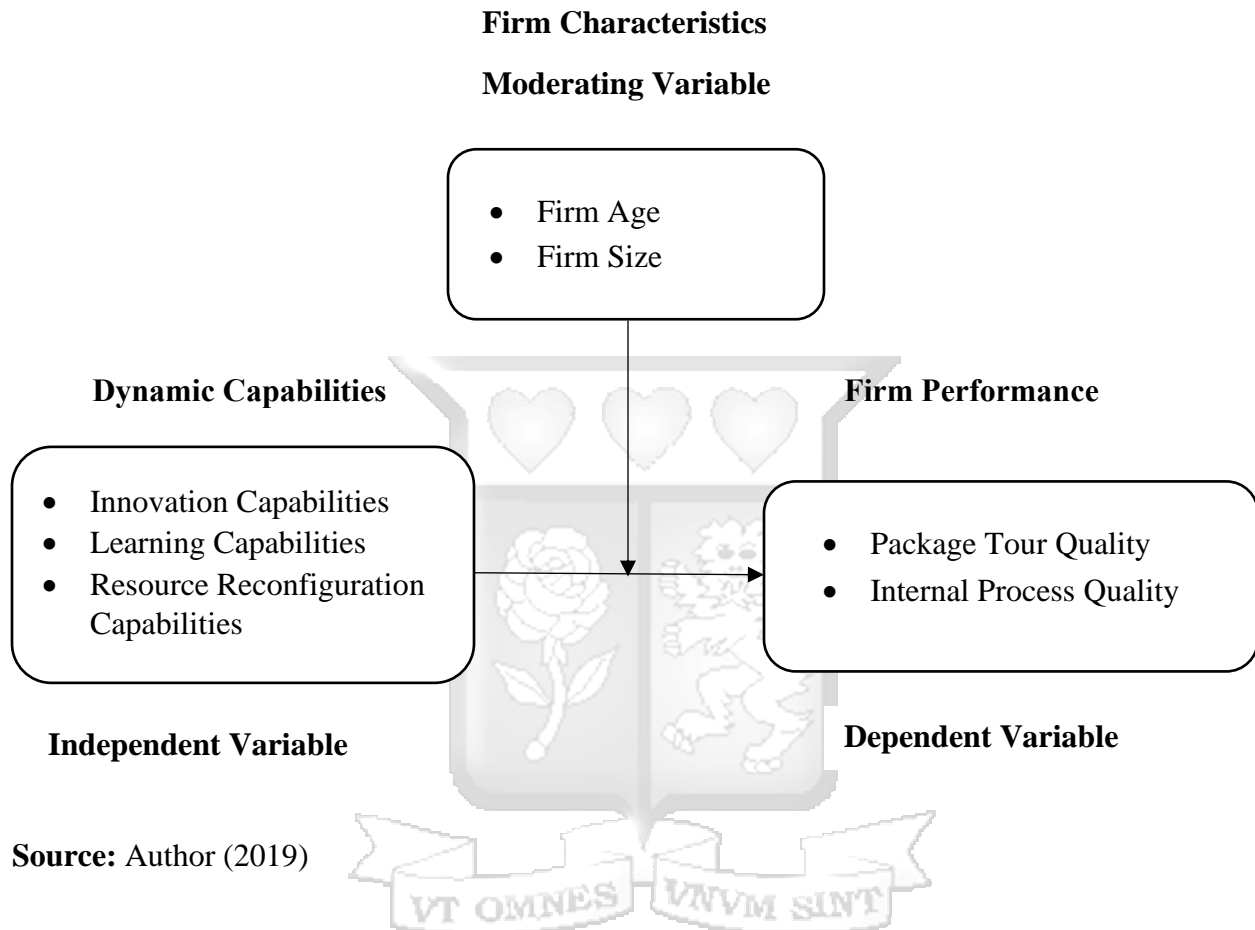 Firm Characteristics
Moderating Variable
• Firm Age
• Firm Size
Dynamic Capabilities
Firm Performance
• Innovation Capabilities
• Learning Capabilities
• Resource Reconfiguration
Capabilities
• Package Tour Quality
• Internal Process Quality
Independent Variable
Dependent Variable
Source: Author (2019)
VT OMNES VNVM SINT